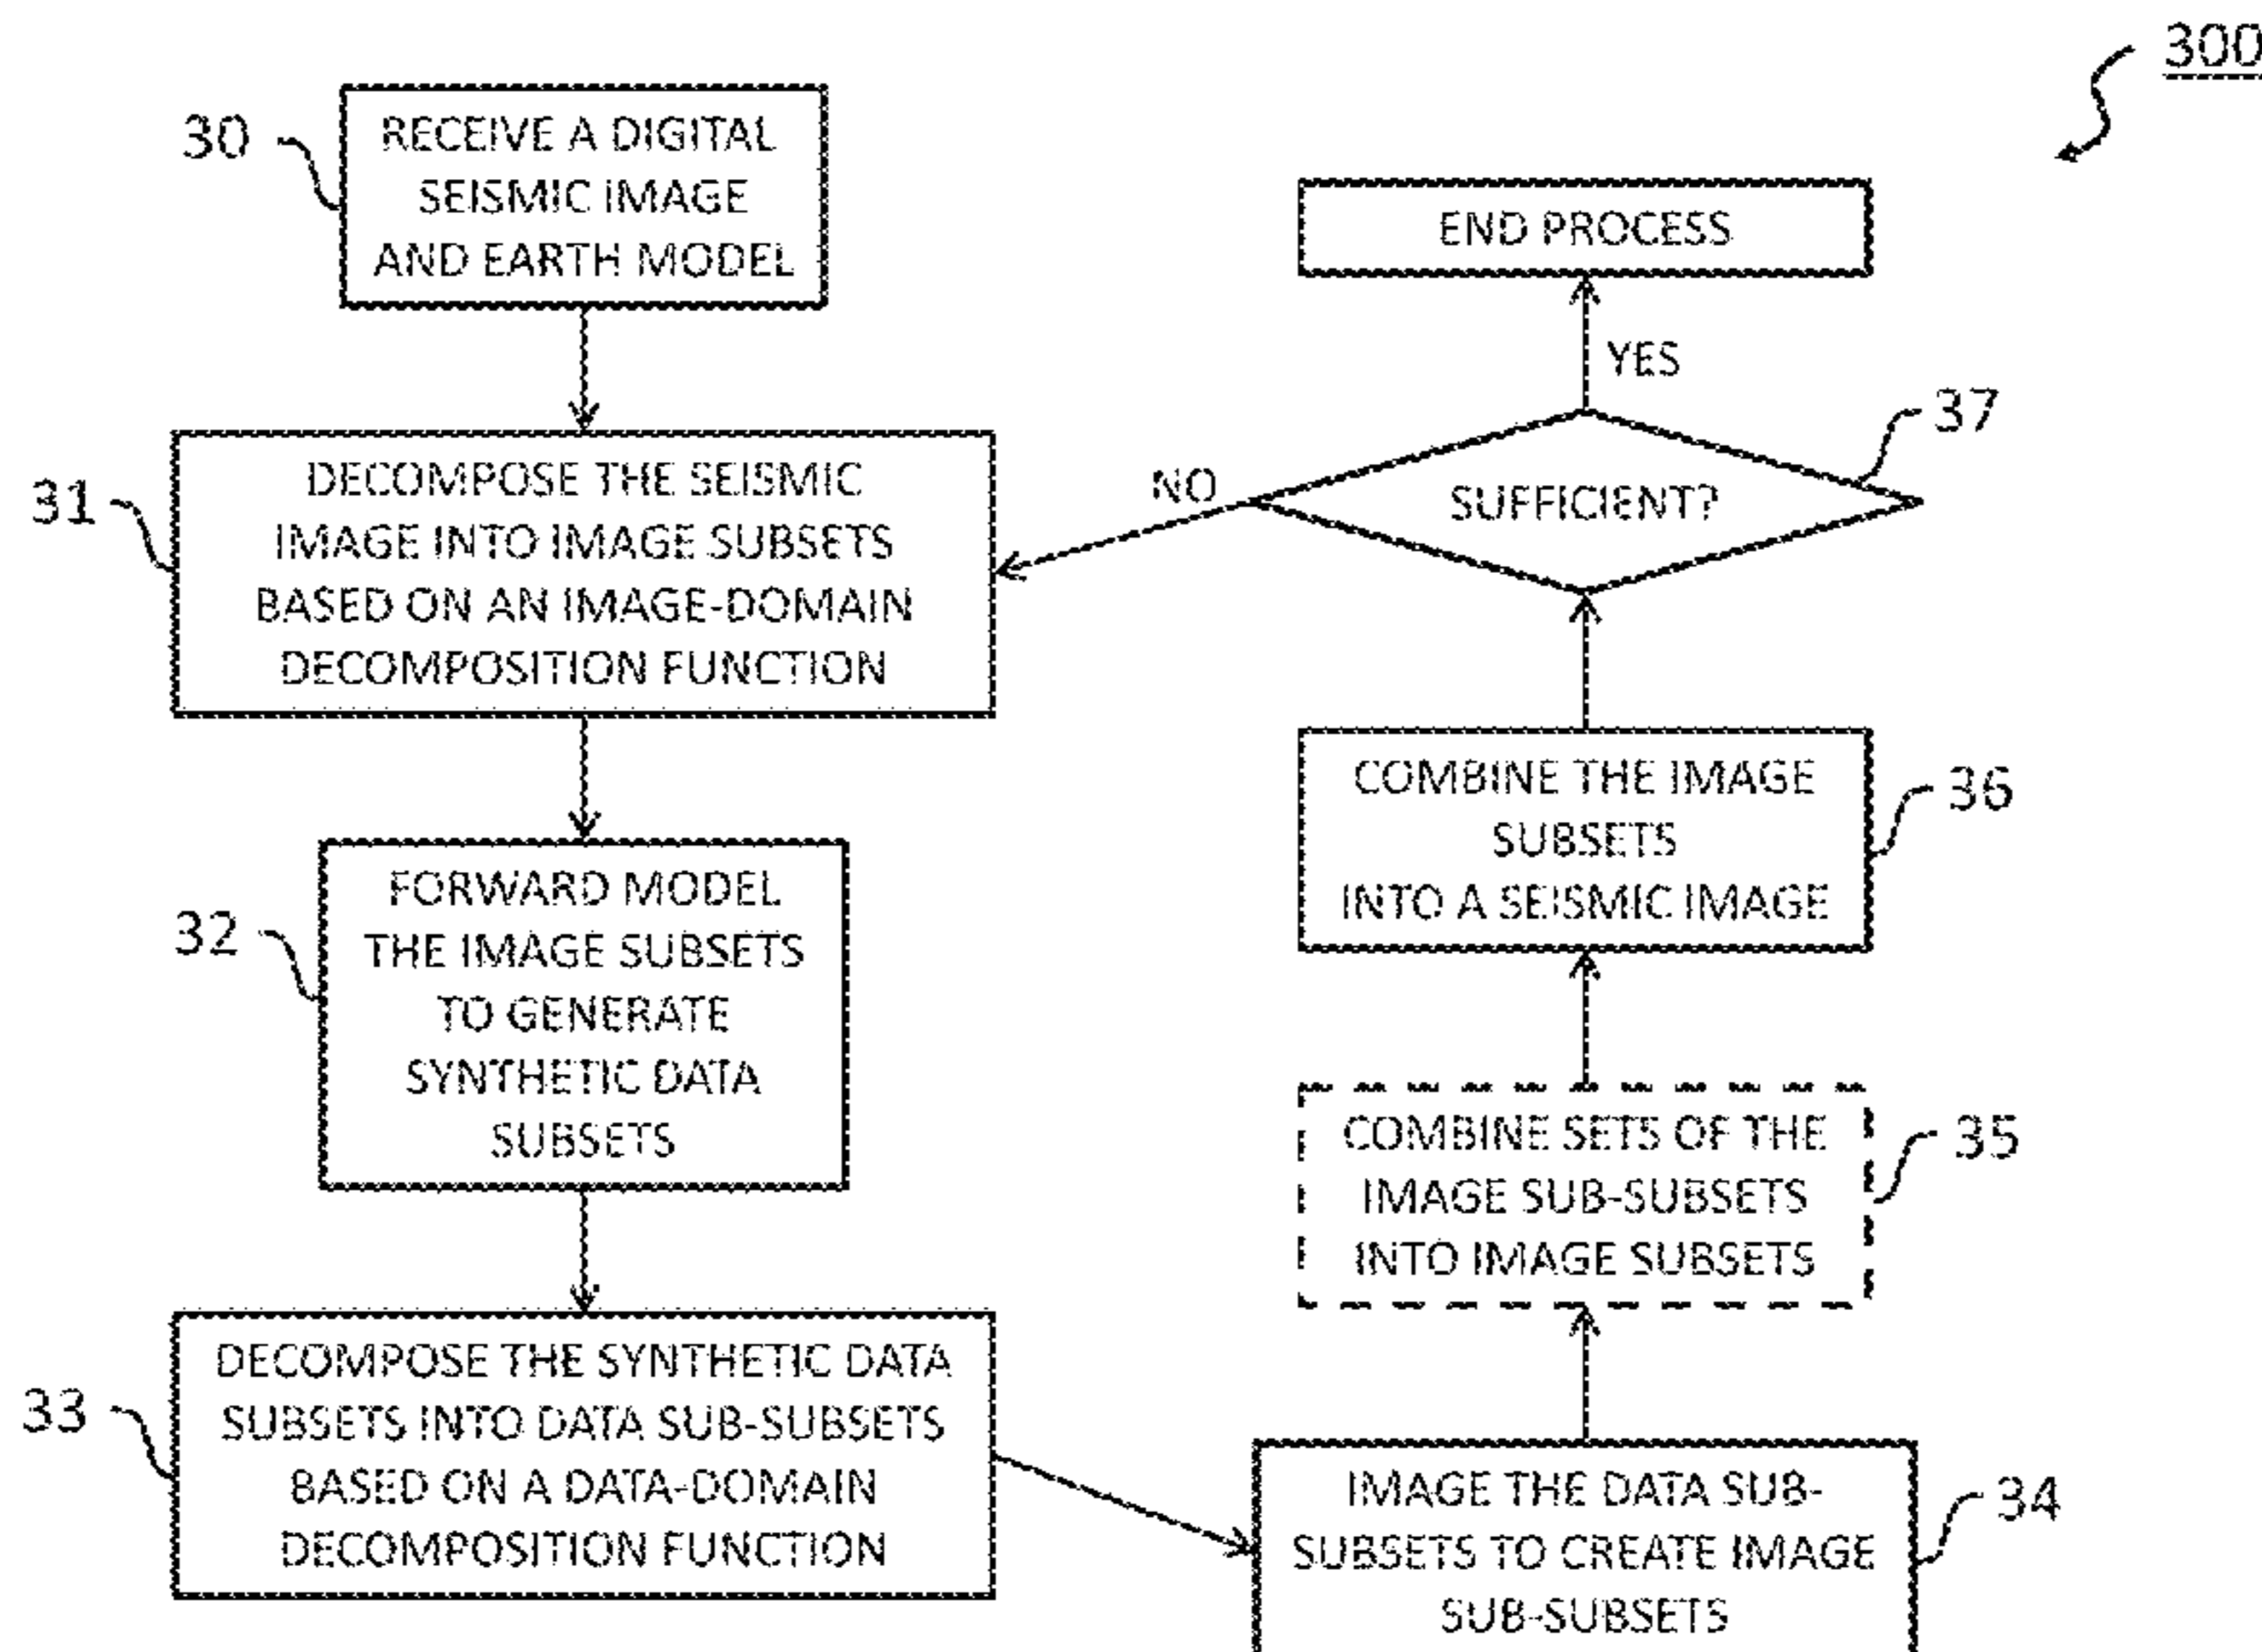 300
30
RECEIVE A DIGITAL
SEISMIC IMAGE
AND EARTH MODEL
31
DECOMPOSE THE SEISMIC
IMAGE INTO IMAGE SUBSETS
BASED ON AN IMAGE-DOMAIN
DECOMPOSITION FUNCTION
32
FORWARD MODEL
THE IMAGE SUBSETS
TO GENERATE
SYNTHETIC DATA
SUBSETS
33
DECOMPOSE THE SYNTHETIC DATA
SUBSETS INTO DATA SUB-SUBSETS
BASED ON A DATA-DOMAIN
DECOMPOSITION FUNCTION
IMAGE THE DATA SUB-
SUBSETS TO CREATE IMAGE
SUB-SUBSETS
34
COMBINE SETS OF THE
IMAGE SUB-SUBSETS
INTO IMAGE SUBSETS
35
COMBINE THE IMAGE
SUBSETS
INTO A SEISMIC IMAGE
36
SUFFICIENT?
37
NO
YES
END PROCESS